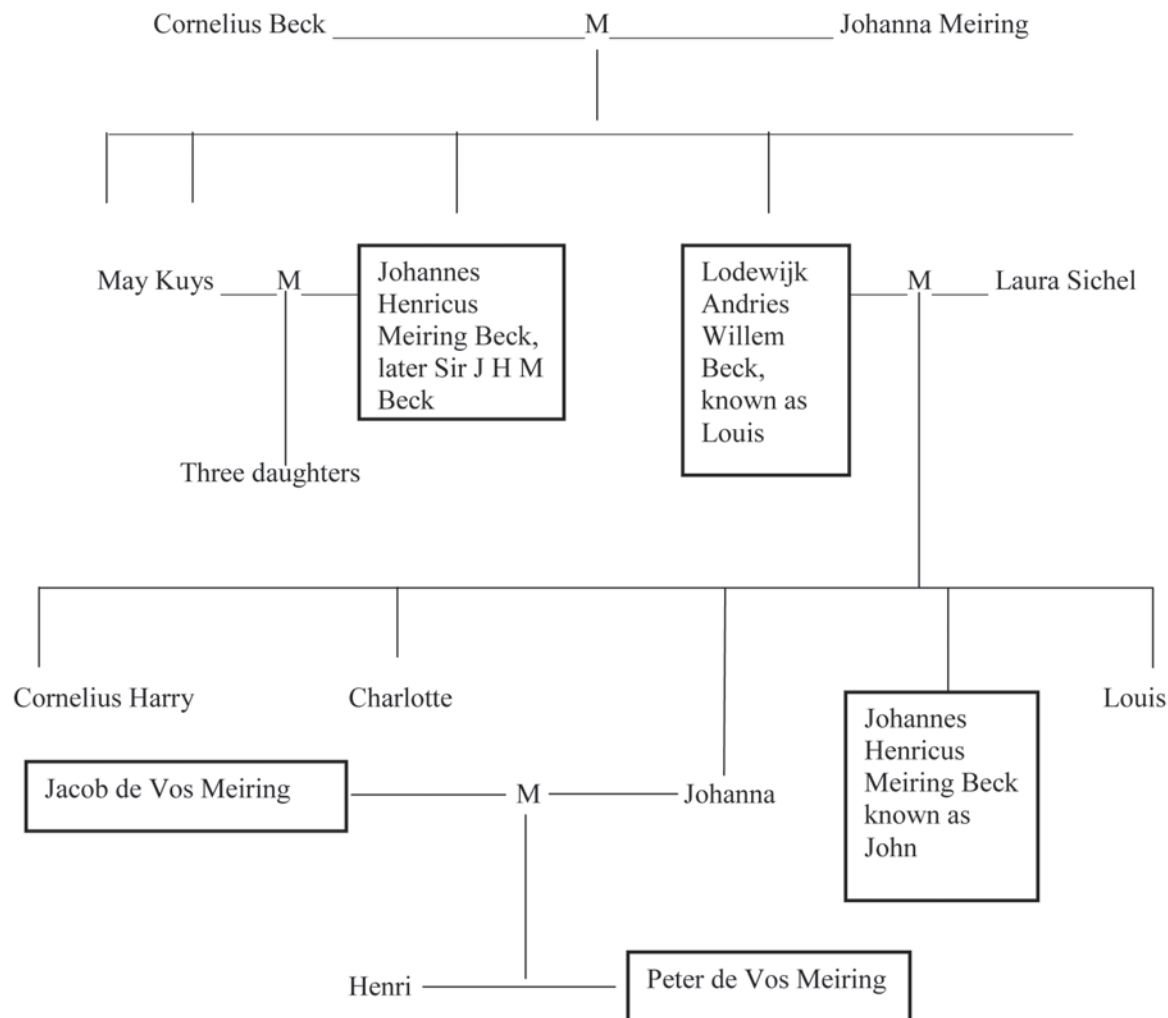 Cornelius Beck M Johanna Meiring
May Kuys M
Johannes
Henricus
Meiring Beck,
later Sir J H M
Beck
Lodewijk
Andries
Willem
Beck,
known as
Louis
M Laura Sichel
Three daughters
Cornelius Harry
Charlotte
Johannes
Henricus
Meiring Beck
known as
John
Louis
Jacob de Vos Meiring
M Johanna
Henri
Peter de Vos Meiring